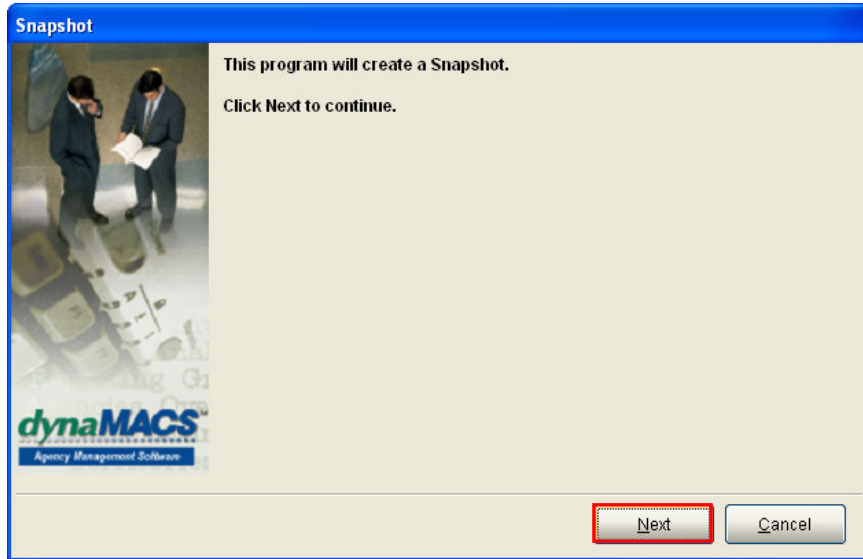 Snapshot
This program will create a Snapshot.
Click Next to continue.
dynaMACS
Agency Management Software
Next
Cancel